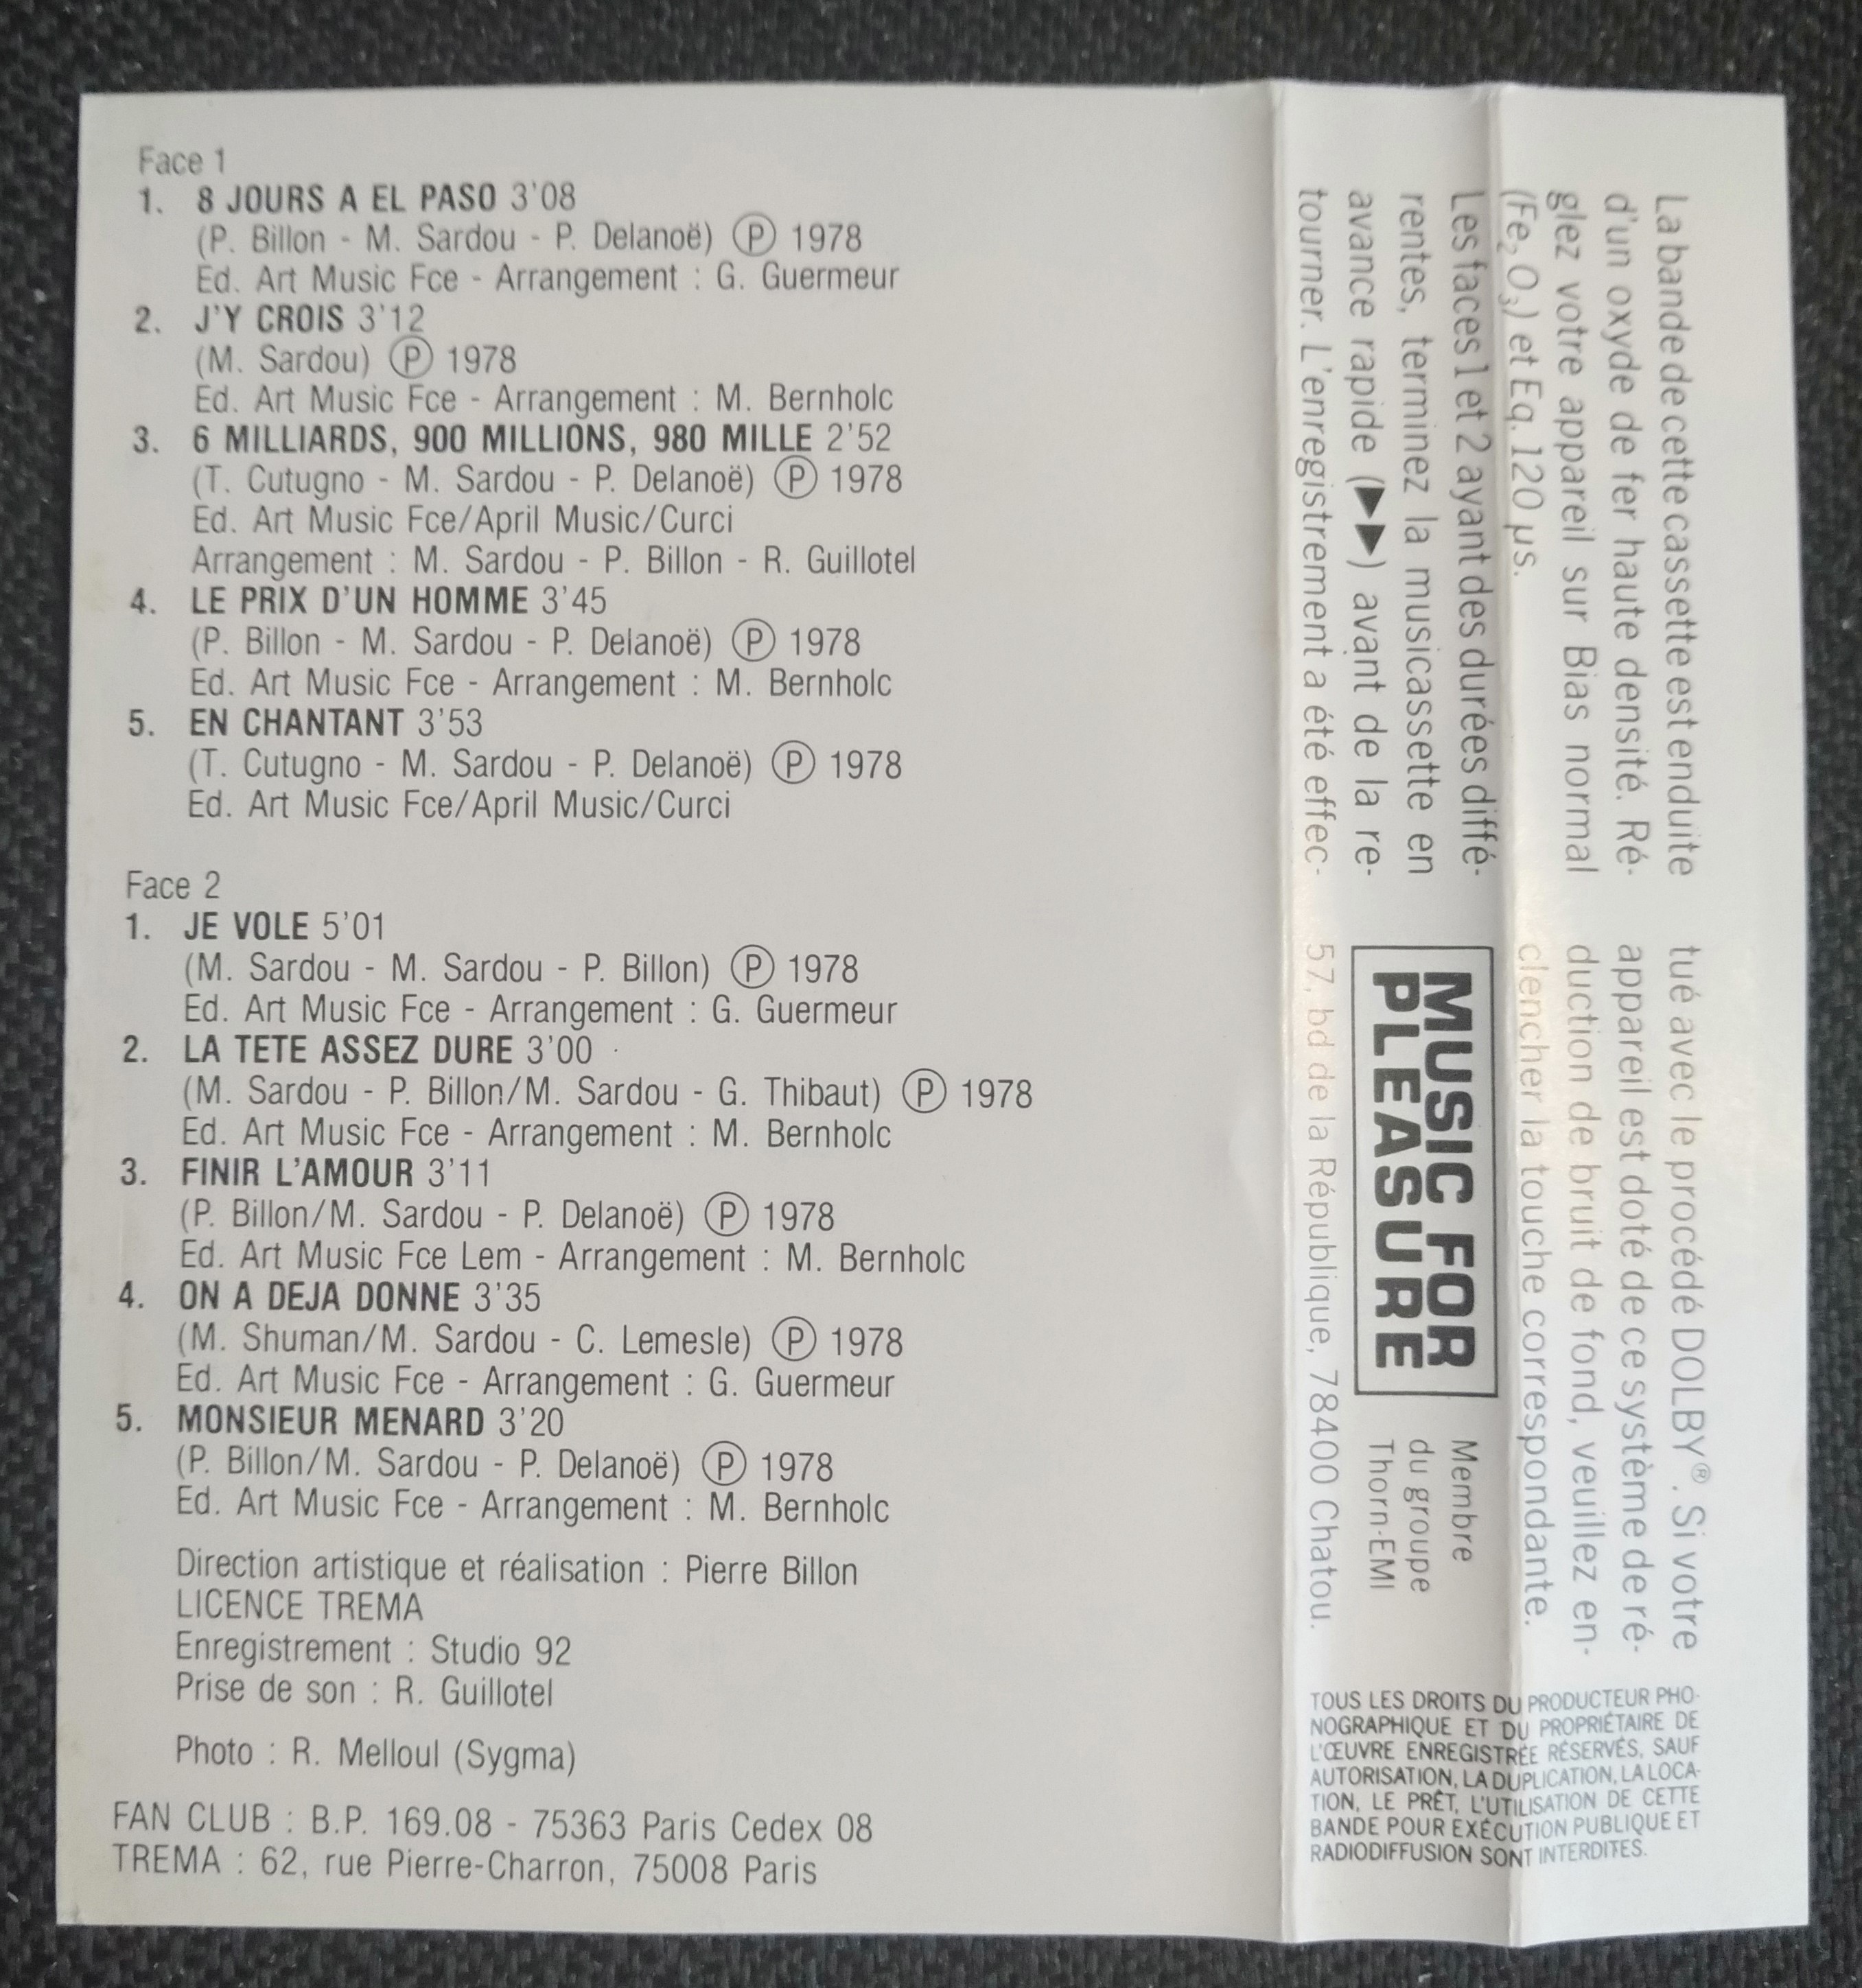 Face 1
1. 8 JOURS A EL PASO 3'08
(P. Billon - M. Sardou - P. Delanoë) Ⓟ 1978
Ed. Art Music Fce - Arrangement : G. Guermeur
2. J'Y CROIS 3'12
(M. Sardou) Ⓟ 1978
Ed. Art Music Fce - Arrangement : M. Bernholc
3. 6 MILLIARDS, 900 MILLIONS, 980 MILLE 2'52
(T. Cutugno - M. Sardou - P. Delanoë) Ⓟ 1978
Ed. Art Music Fce/April Music/Curci
Arrangement : M. Sardou - P. Billon - R. Guillotel
4. LE PRIX D'UN HOMME 3'45
(P. Billon - M. Sardou - P. Delanoë) Ⓟ 1978
Ed. Art Music Fce - Arrangement : M. Bernholc
5. EN CHANTANT 3'53
(T. Cutugno - M. Sardou - P. Delanoë) Ⓟ 1978
Ed. Art Music Fce/April Music/Curci
Face 2
1. JE VOLE 5'01
(M. Sardou - M. Sardou - P. Billon) Ⓟ 1978
Ed. Art Music Fce - Arrangement : G. Guermeur
2. LA TETE ASSEZ DURE 3'00
(M. Sardou - P. Billon/M. Sardou - G. Thibaut) Ⓟ 1978
Ed. Art Music Fce - Arrangement : M. Bernholc
3. FINIR L'AMOUR 3'11
(P. Billon/M. Sardou - P. Delanoë) Ⓟ 1978
Ed. Art Music Fce Lem - Arrangement : M. Bernholc
4. ON A DEJA DONNE 3'35
(M. Shuman/M. Sardou - C. Lemesle) Ⓟ 1978
Ed. Art Music Fce - Arrangement : G. Guermeur
5. MONSIEUR MENARD 3'20
(P. Billon/M. Sardou - P. Delanoë) Ⓟ 1978
Ed. Art Music Fce - Arrangement : M. Bernholc
Direction artistique et réalisation : Pierre Billon
LICENCE TREMA
Enregistrement : Studio 92
Prise de son : R. Guillotel
Photo : R. Melloul (Sygma)
FAN CLUB : B.P. 169.08 - 75363 Paris Cedex 08
TREMA : 62, rue Pierre-Charron, 75008 Paris
La bande de cette cassette est enduite
d'un oxyde de fer haute densité. Ré-
glez votre appareil sur Bias normal
(Fe₂O₃) et Eq. 120 µs.
Les faces 1 et 2 ayant des durées diffé-
rentes, terminez la musicassette en
avance rapide (▶▶) avant de la re-
tourner. L'enregistrement a été effec-
tué avec le procédé DOLBY®. Si votre
appareil est doté de ce système de ré-
duction de bruit de fond, veuillez en-
clencher la touche correspondante.
MUSIC FOR
PLEASURE
Membre
du groupe
Thorn-EMI
57, bd de la République, 78400 Chatou.
TOUS LES DROITS DU PRODUCTEUR PHO-
NOGRAPHIQUE ET DU PROPRIÉTAIRE DE
L'ŒUVRE ENREGISTRÉE RÉSERVÉS, SAUF
AUTORISATION, LA DUPLICATION, LA LOCA-
TION, LE PRÊT, L'UTILISATION DE CETTE
BANDE POUR EXÉCUTION PUBLIQUE ET
RADIODIFFUSION SONT INTERDITES.